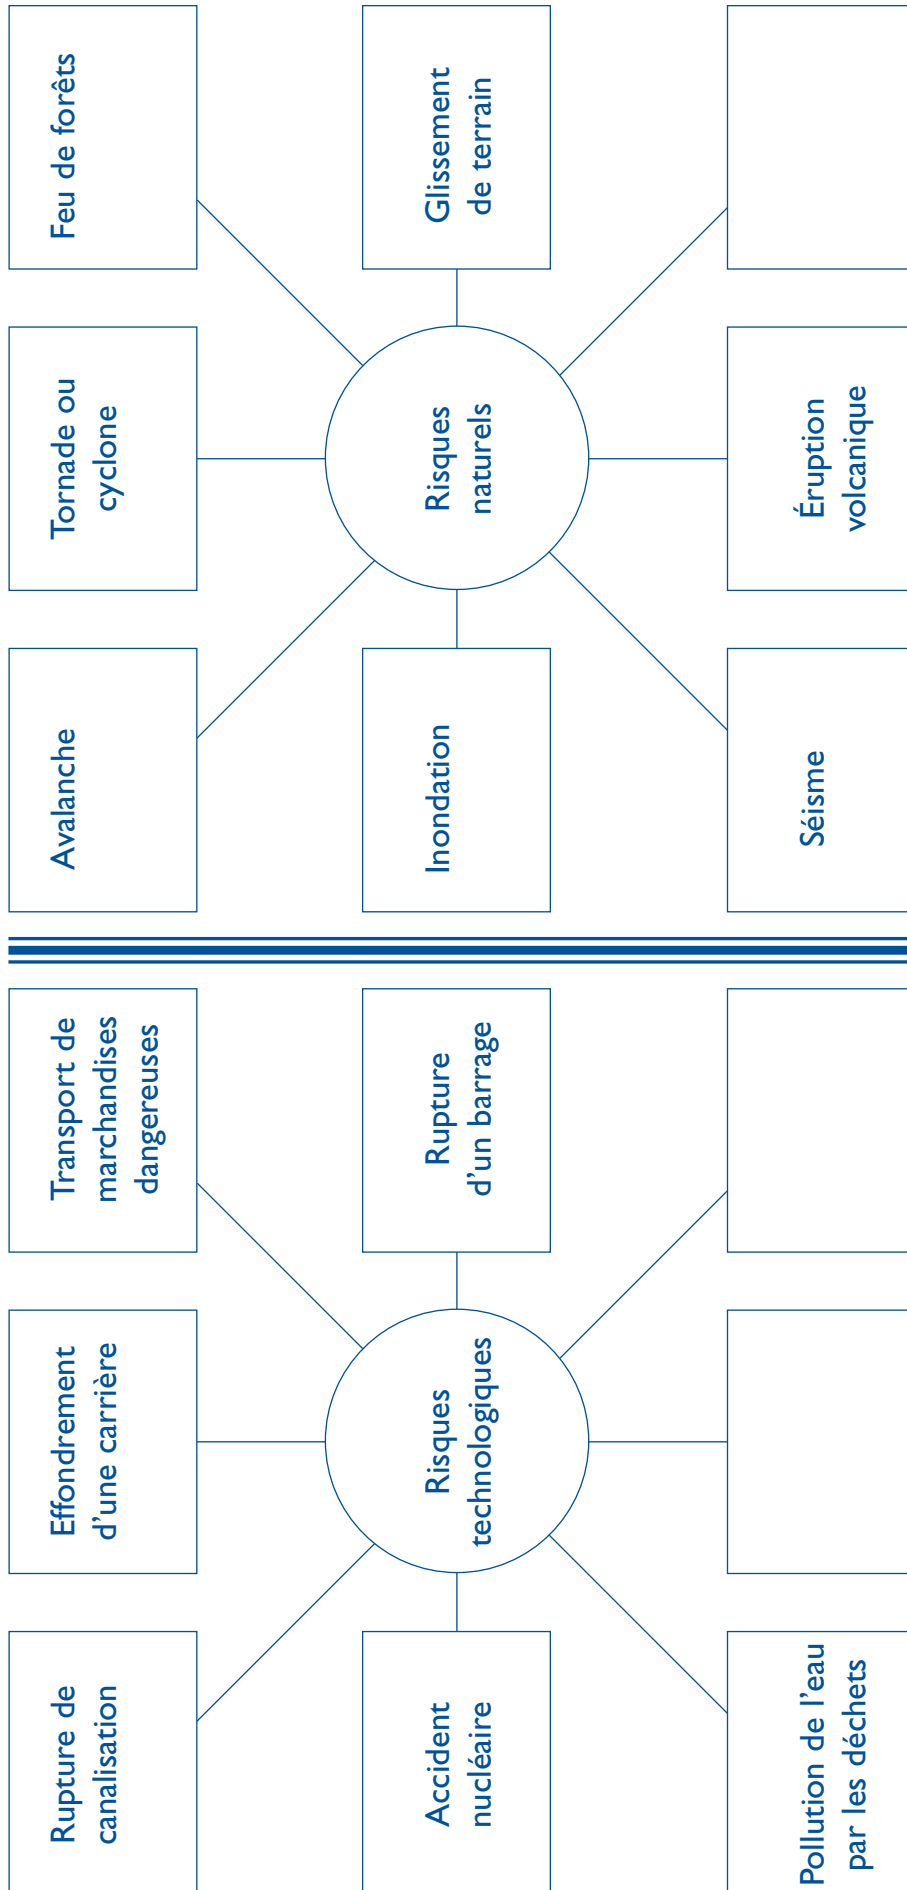 Rupture de
canalisation
Effondrement
d'une carrière
Transport de
marchandises
dangereuses
Accident
nucléaire
Risques
technologiques
Rupture
d'un barrage
Pollution de l'eau
par les déchets
Avalanche
Tornade ou
cyclone
Feu de forêts
Inondation
Risques
naturels
Glissement
de terrain
Séisme
Éruption
volcanique